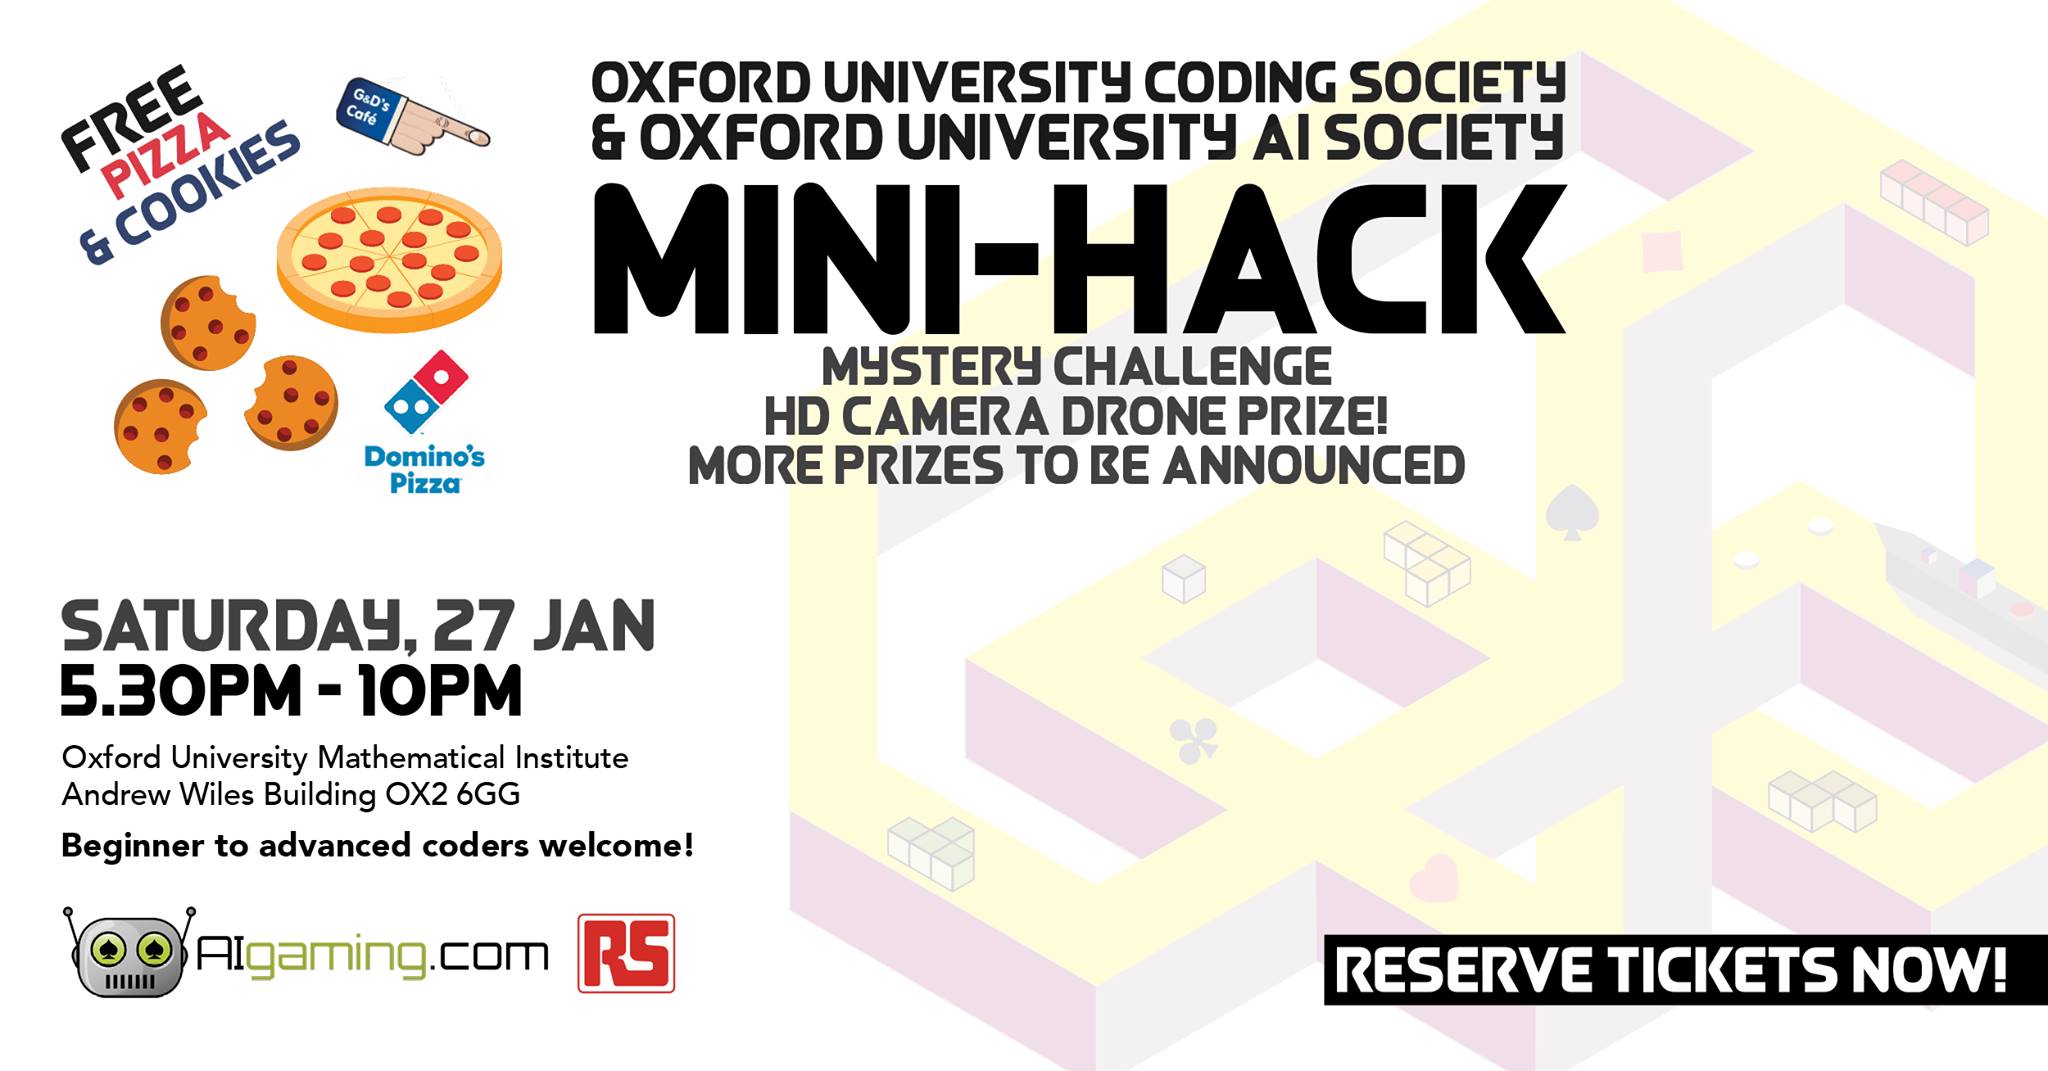 FREE
PIZZA
& COOKIES
G&D's
Café
Domino's
Pizza
OXFORD UNIVERSITY CODING SOCIETY
& OXFORD UNIVERSITY AI SOCIETY
MINI-HACK
MYSTERY CHALLENGE
HD CAMERA DRONE PRIZE!
MORE PRIZES TO BE ANNOUNCED
SATURDAY, 27 JAN
5.30PM - 10PM
Oxford University Mathematical Institute
Andrew Wiles Building OX2 6GG
Beginner to advanced coders welcome!
AIgaming.com
RS
RESERVE TICKETS NOW!